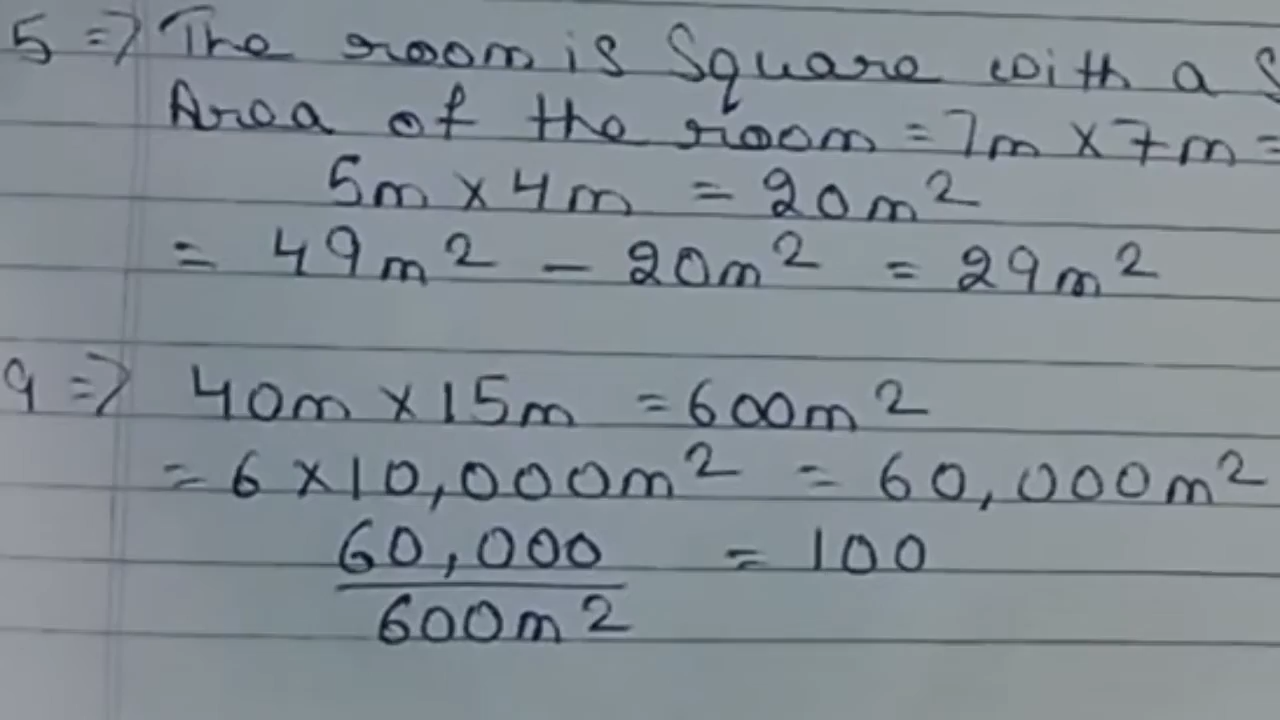 5 => The room is Square with a S
Area of the room = 7m × 7m =
5m × 4m = 20m²
= 49m² - 20m² = 29m²
9 => 40m × 15m = 600m²
= 6 × 10,000m² = 60,000m²
60,000 = 100
600m²